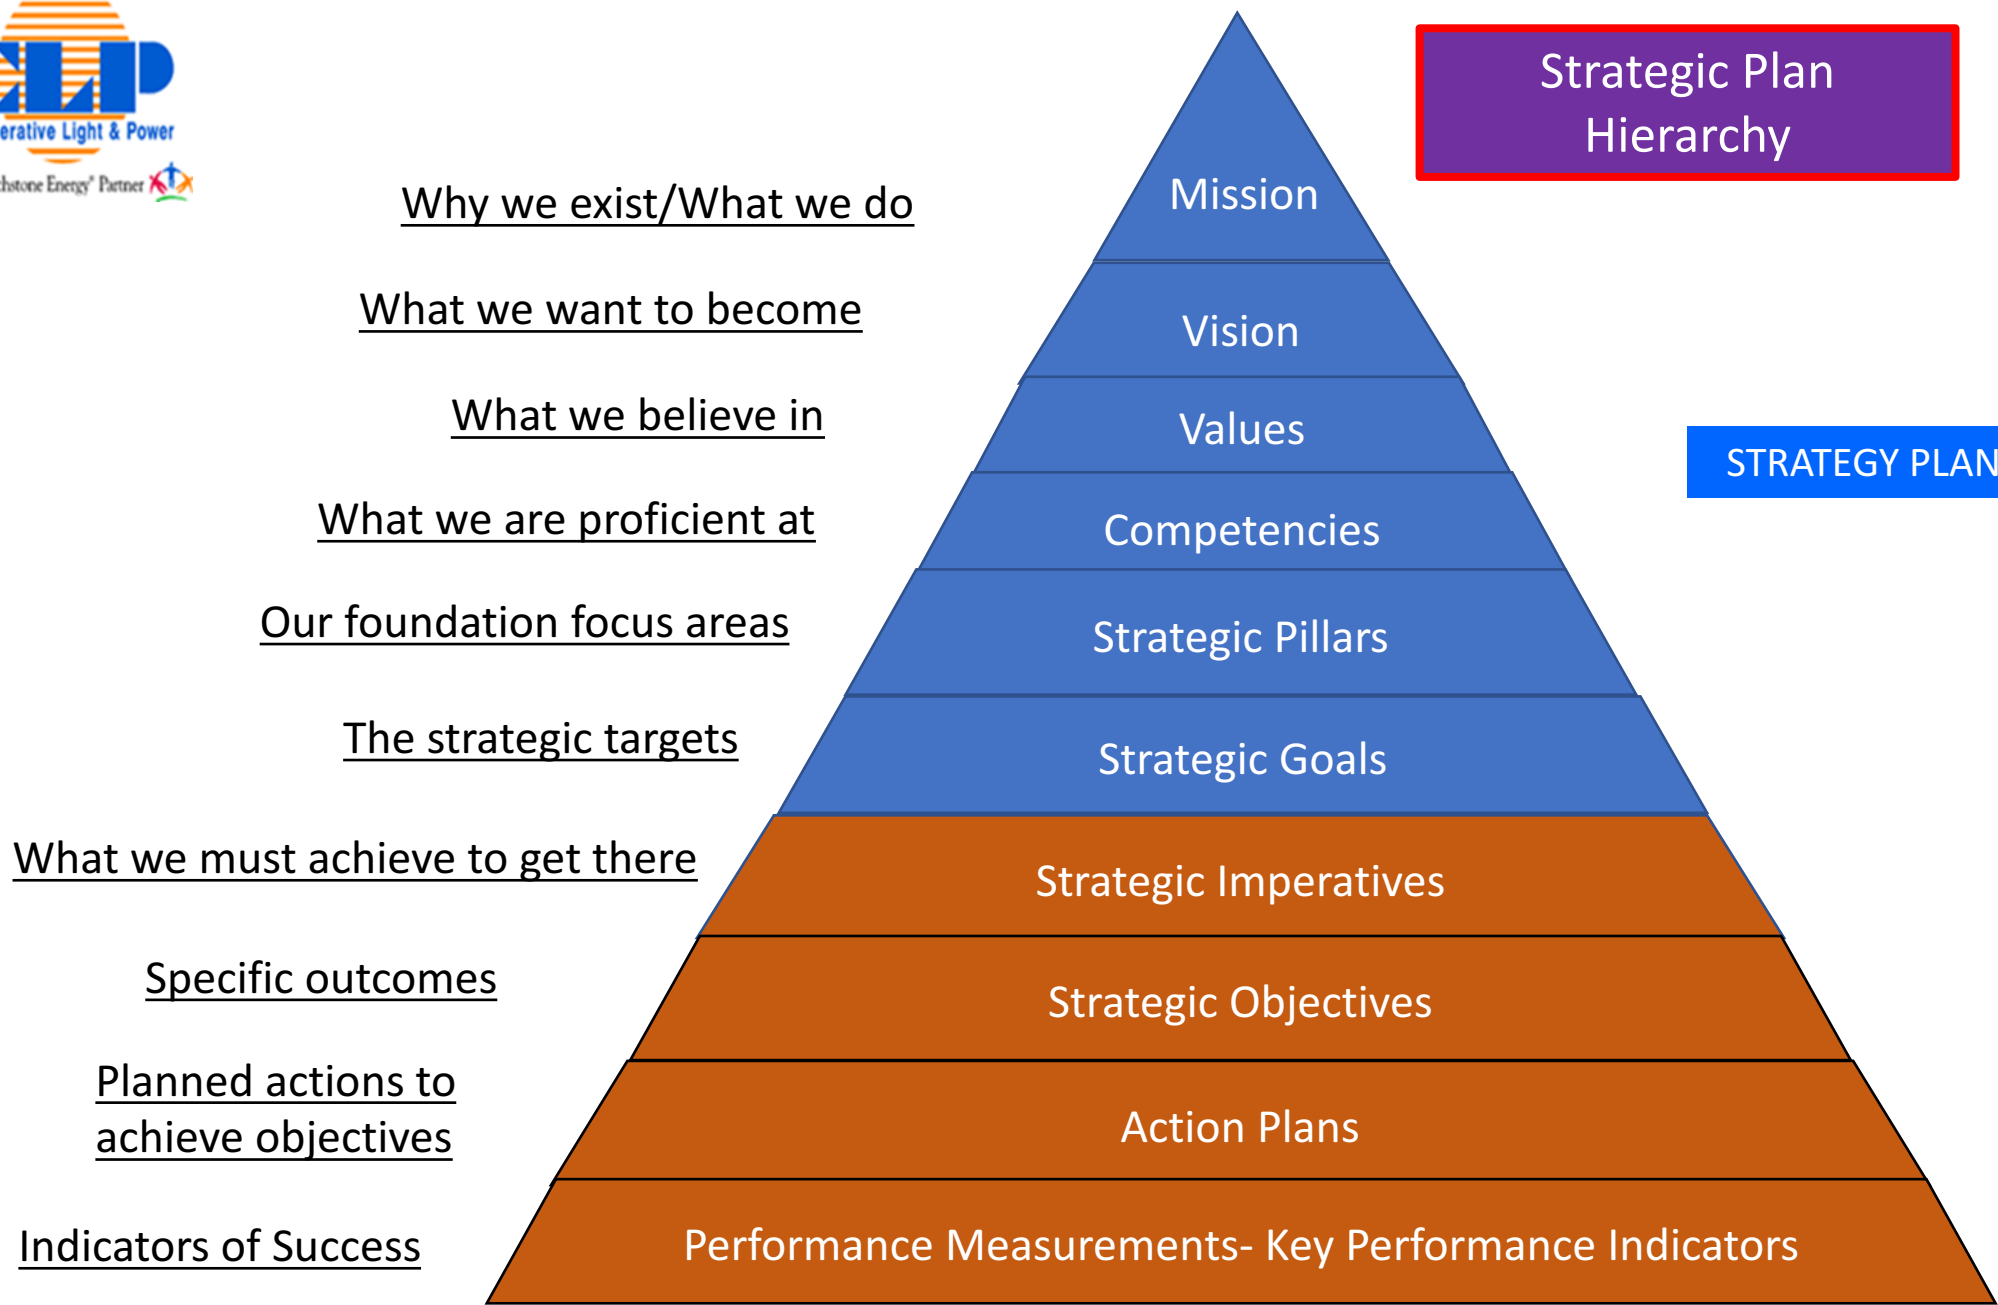 Strategic Plan
Hierarchy
erative Light & Power
hstone Energy® Partner
Why we exist/What we do
Mission
What we want to become
Vision
What we believe in
Values
STRATEGY PLAN
What we are proficient at
Competencies
Our foundation focus areas
Strategic Pillars
The strategic targets
Strategic Goals
What we must achieve to get there
Strategic Imperatives
Specific outcomes
Strategic Objectives
Planned actions to
achieve objectives
Action Plans
Indicators of Success
Performance Measurements- Key Performance Indicators